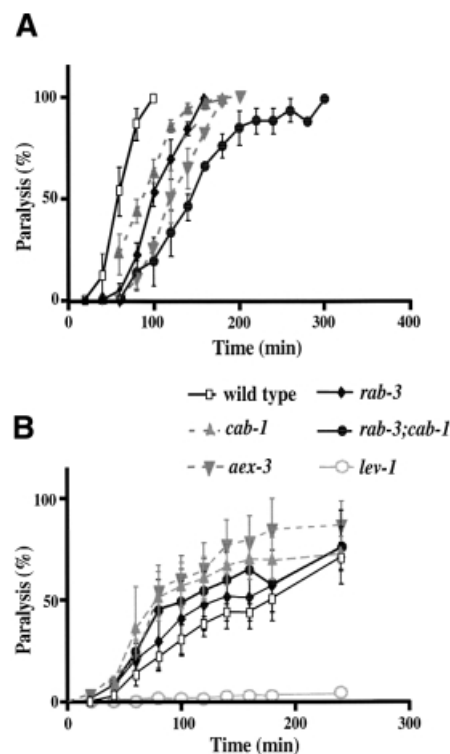 A
100
50
0
Paralysis (%)
0 100 200 300 400
Time (min)
wild type rab-3
cab-1 rab-3;cab-1
aex-3 lev-1
B
100
50
0
Paralysis (%)
0 100 200 300
Time (min)